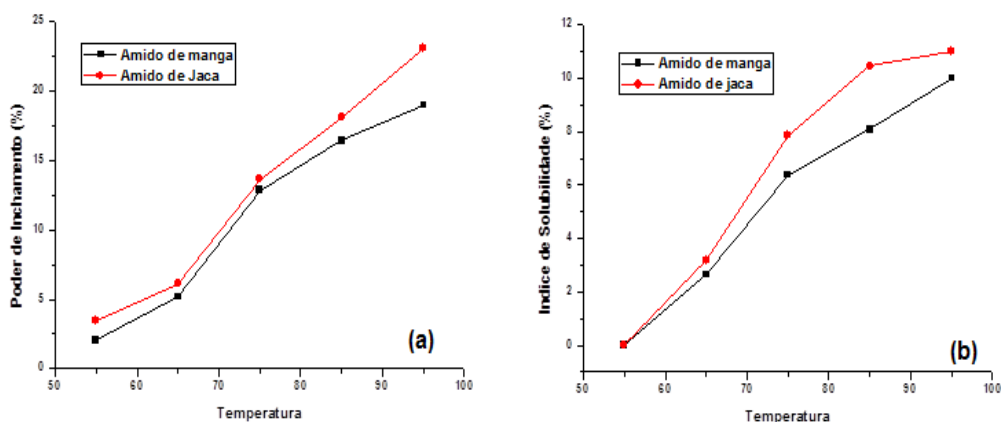 Amido de manga
Amido de Jaca
Poder de Inchamento (%)
25
20
15
10
5
0
50
60
70
80
90
100
Temperatura
(a)
Amido de manga
Amido de jaca
Indice de Solubilidade (%)
12
10
8
6
4
2
0
50
60
70
80
90
100
Temperatura
(b)